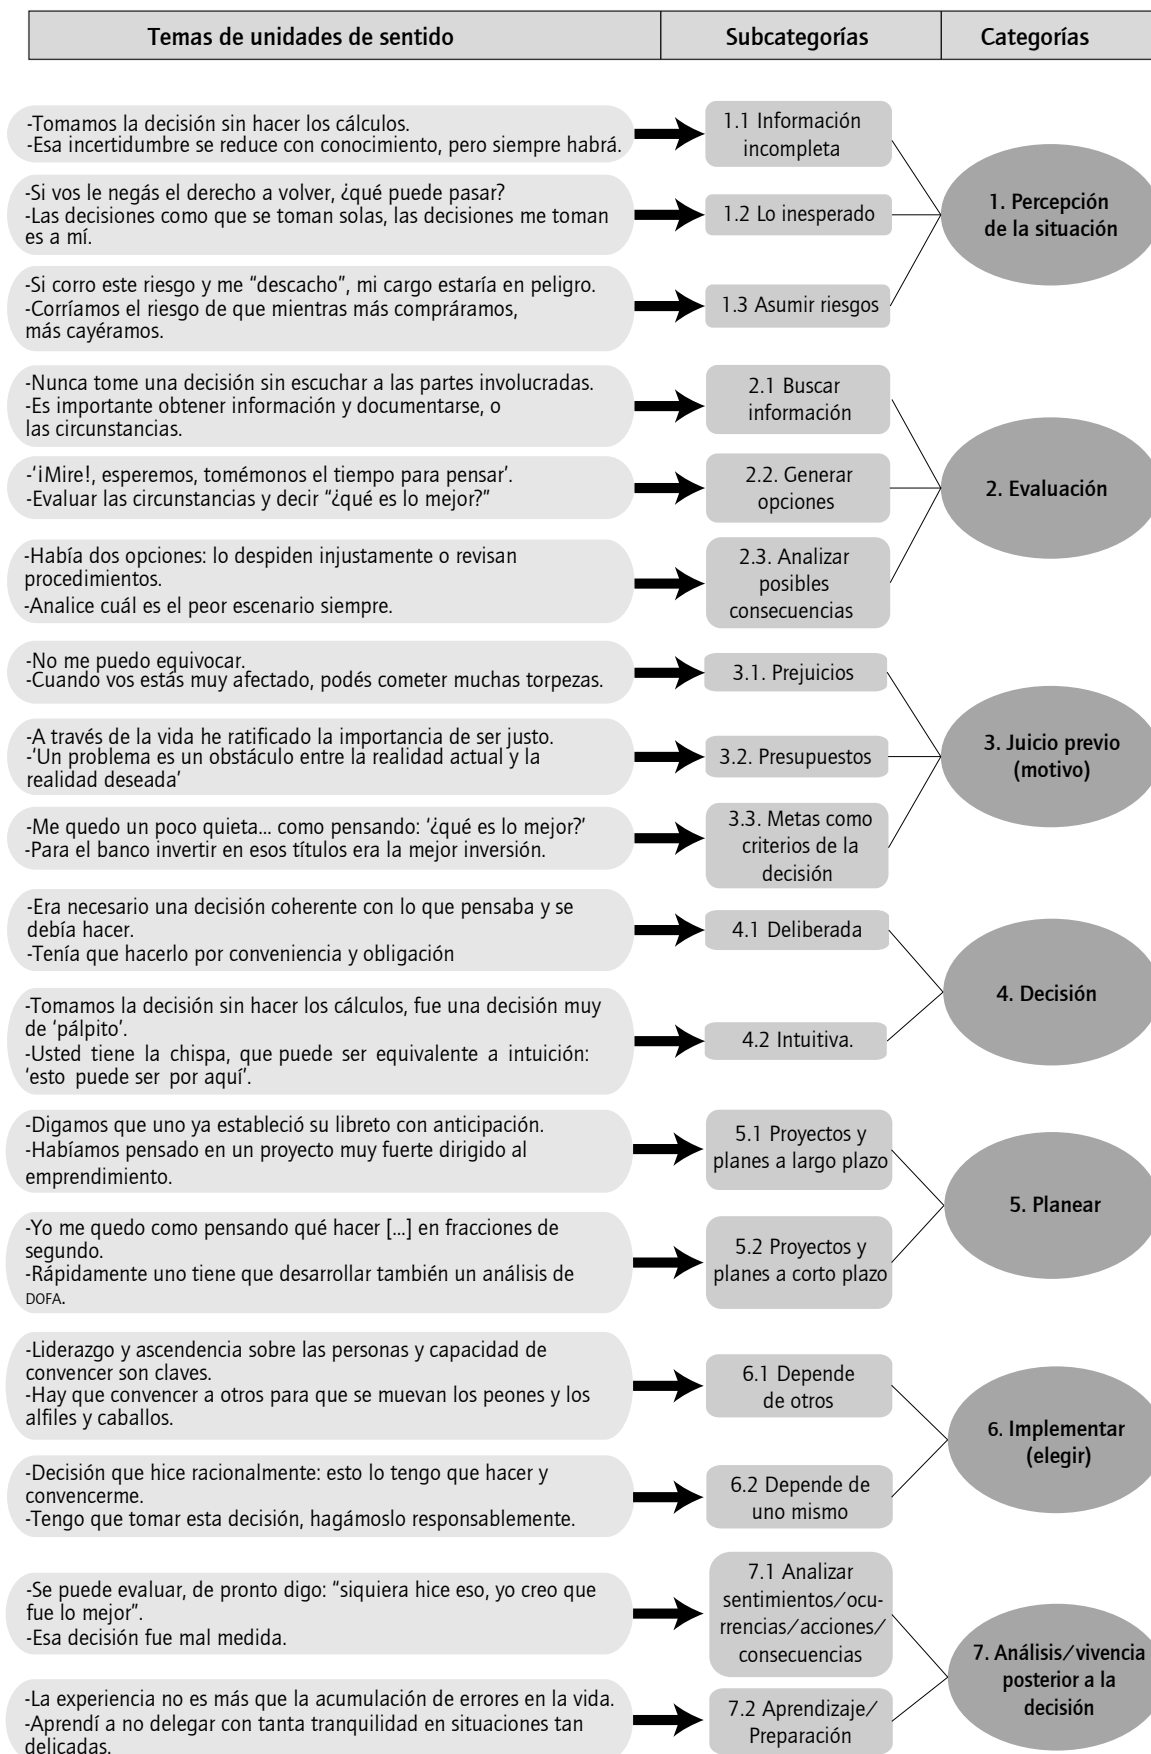 Temas de unidades de sentido
Subcategorías
Categorías
-Tomamos la decisión sin hacer los cálculos.
-Esa incertidumbre se reduce con conocimiento, pero siempre habrá.
1.1 Información
incompleta
-Si vos le negás el derecho a volver, ¿qué puede pasar?
-Las decisiones como que se toman solas, las decisiones me toman
es a mí.
1.2 Lo inesperado
1. Percepción
de la situación
-Si corro este riesgo y me “descacho”, mi cargo estaría en peligro.
-Corríamos el riesgo de que mientras más compráramos,
más cayéramos.
1.3 Asumir riesgos
-Nunca tome una decisión sin escuchar a las partes involucradas.
-Es importante obtener información y documentarse, o
las circunstancias.
2.1 Buscar
información
-‘¡Mire!, esperemos, tomémonos el tiempo para pensar’.
-Evaluar las circunstancias y decir “¿qué es lo mejor?”
2.2. Generar
opciones
2. Evaluación
-Había dos opciones: lo despiden injustamente o revisan
procedimientos.
-Analice cuál es el peor escenario siempre.
2.3. Analizar
posibles
consecuencias
-No me puedo equivocar.
-Cuando vos estás muy afectado, podés cometer muchas torpezas.
3.1. Prejuicios
-A través de la vida he ratificado la importancia de ser justo.
-‘Un problema es un obstáculo entre la realidad actual y la
realidad deseada’
3.2. Presupuestos
3. Juicio previo
(motivo)
-Me quedo un poco quieta... como pensando: ‘¿qué es lo mejor?’
-Para el banco invertir en esos títulos era la mejor inversión.
3.3. Metas como
criterios de la
decisión
-Era necesario una decisión coherente con lo que pensaba y se
debía hacer.
-Tenía que hacerlo por conveniencia y obligación
4.1 Deliberada
4. Decisión
-Tomamos la decisión sin hacer los cálculos, fue una decisión muy
de ‘pálpito’.
-Usted tiene la chispa, que puede ser equivalente a intuición:
‘esto puede ser por aquí’.
4.2 Intuitiva.
-Digamos que uno ya estableció su libreto con anticipación.
-Habíamos pensado en un proyecto muy fuerte dirigido al
emprendimiento.
5.1 Proyectos y
planes a largo plazo
5. Planear
-Yo me quedo como pensando qué hacer [...] en fracciones de
segundo.
-Rápidamente uno tiene que desarrollar también un análisis de
DOFA.
5.2 Proyectos y
planes a corto plazo
-Liderazgo y ascendencia sobre las personas y capacidad de
convencer son claves.
-Hay que convencer a otros para que se muevan los peones y los
alfiles y caballos.
6.1 Depende
de otros
6. Implementar
(elegir)
-Decisión que hice racionalmente: esto lo tengo que hacer y
convencerme.
-Tengo que tomar esta decisión, hagámoslo responsablemente.
6.2 Depende de
uno mismo
-Se puede evaluar, de pronto digo: “siquiera hice eso, yo creo que
fue lo mejor”.
-Esa decisión fue mal medida.
7.1 Analizar
sentimientos/ocu-
rrencias/acciones/
consecuencias
7. Análisis/vivencia
posterior a la
decisión
-La experiencia no es más que la acumulación de errores en la vida.
-Aprendí a no delegar con tanta tranquilidad en situaciones tan
delicadas.
7.2 Aprendizaje/
Preparación